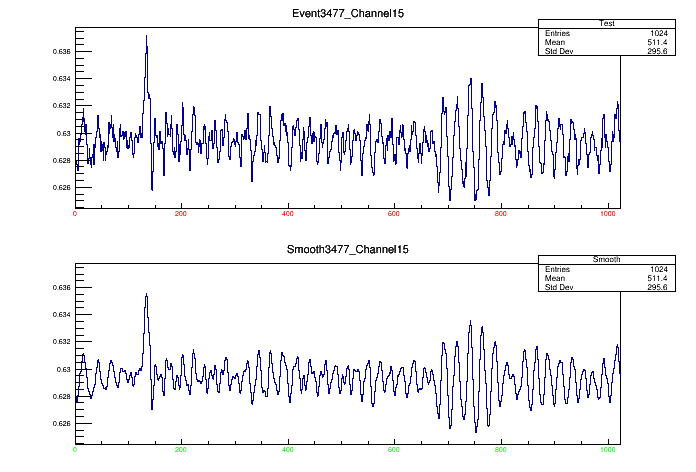 Event3477_Channel15
Test
Entries 1024
Mean 511.4
Std Dev 295.6
0.636
0.634
0.632
0.63
0.628
0.626
0 200 400 600 800 1000
Smooth3477_Channel15
Smooth
Entries 1024
Mean 511.4
Std Dev 295.6
0.636
0.634
0.632
0.63
0.628
0.626
0 200 400 600 800 1000